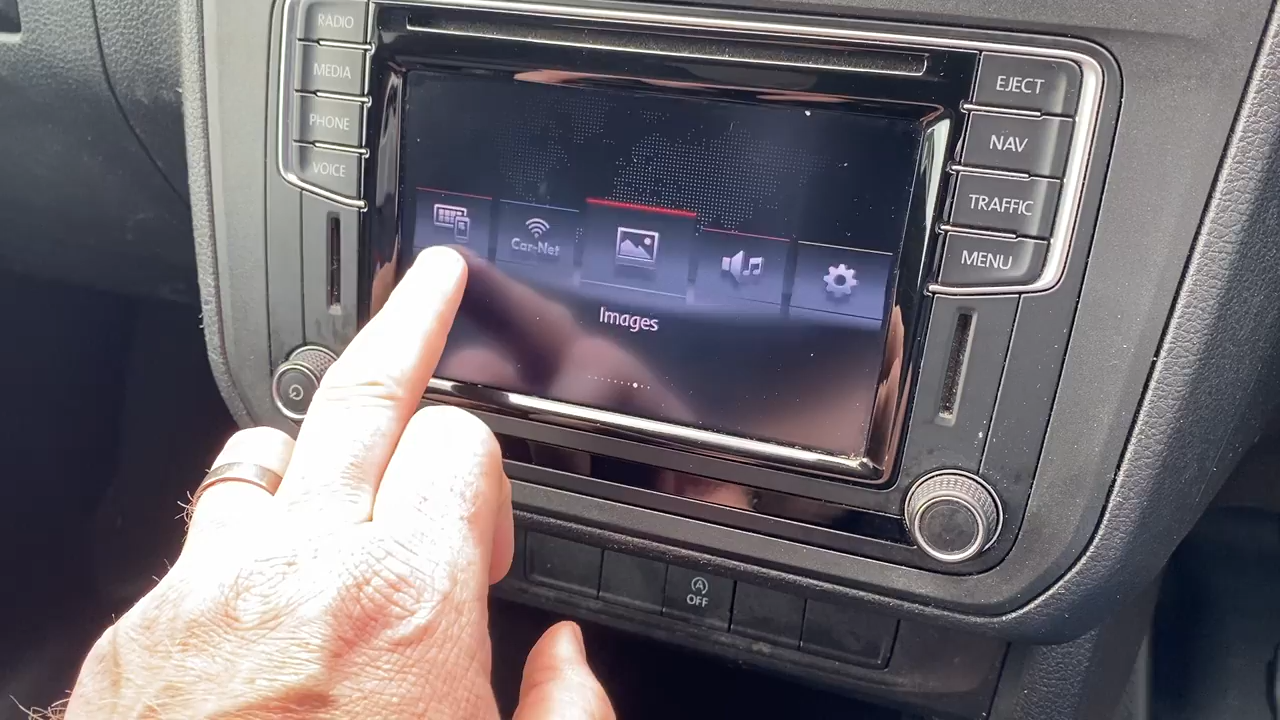 RADIO
MEDIA
PHONE
VOICE
EJECT
NAV
TRAFFIC
MENU
Car-Net
Images
A
OFF